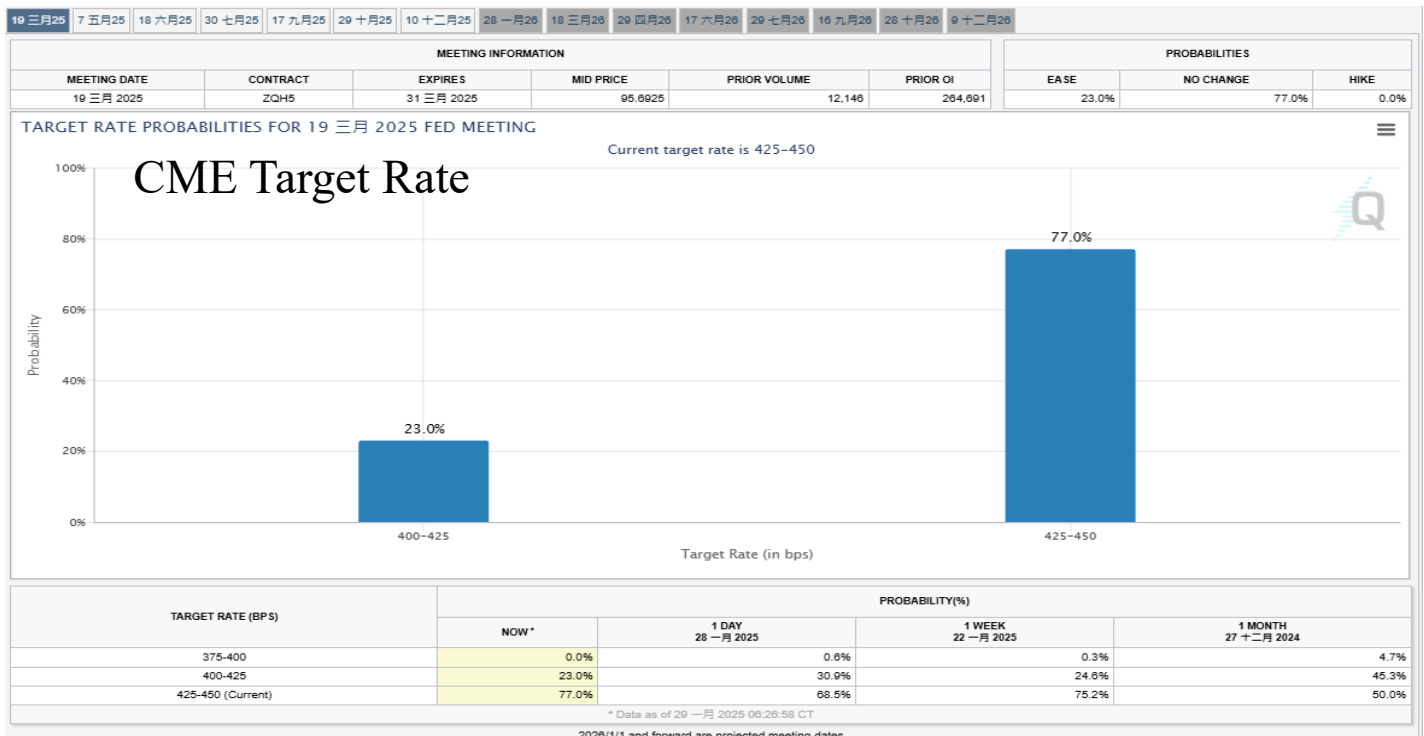 19 三月25 7 五月25 18 六月25 30 七月25 17 九月25 29 十月25 10 十二月25 28 一月26 18 三月26 29 四月26 17 六月26 29 七月26 16 九月26 28 十月26 9 十二月26
MEETING INFORMATION PROBABILITIES
MEETING DATE CONTRACT EXPIRES MID PRICE PRIOR VOLUME PRIOR OI EASE NO CHANGE HIKE
19 三月 2025 ZQH5 31 三月 2025 95.6925 12,146 264,691 23.0% 77.0% 0.0%
TARGET RATE PROBABILITIES FOR 19 三月 2025 FED MEETING
Current target rate is 425-450
CME Target Rate
100%
Q
80%
77.0%
60%
Probability
40%
23.0%
20%
0%
400-425 425-450
Target Rate (in bps)
TARGET RATE (BPS) PROBABILITY(%)
NOW * 1 DAY 1 WEEK 1 MONTH
28 一月 2025 22 一月 2025 27 十二月 2024
375-400 0.0% 0.6% 0.3% 4.7%
400-425 23.0% 30.9% 24.6% 45.3%
425-450 (Current) 77.0% 68.5% 75.2% 50.0%
* Data as of 29 一月 2025 06:26:58 CT
2026/1/1 and forward are projected meeting dates